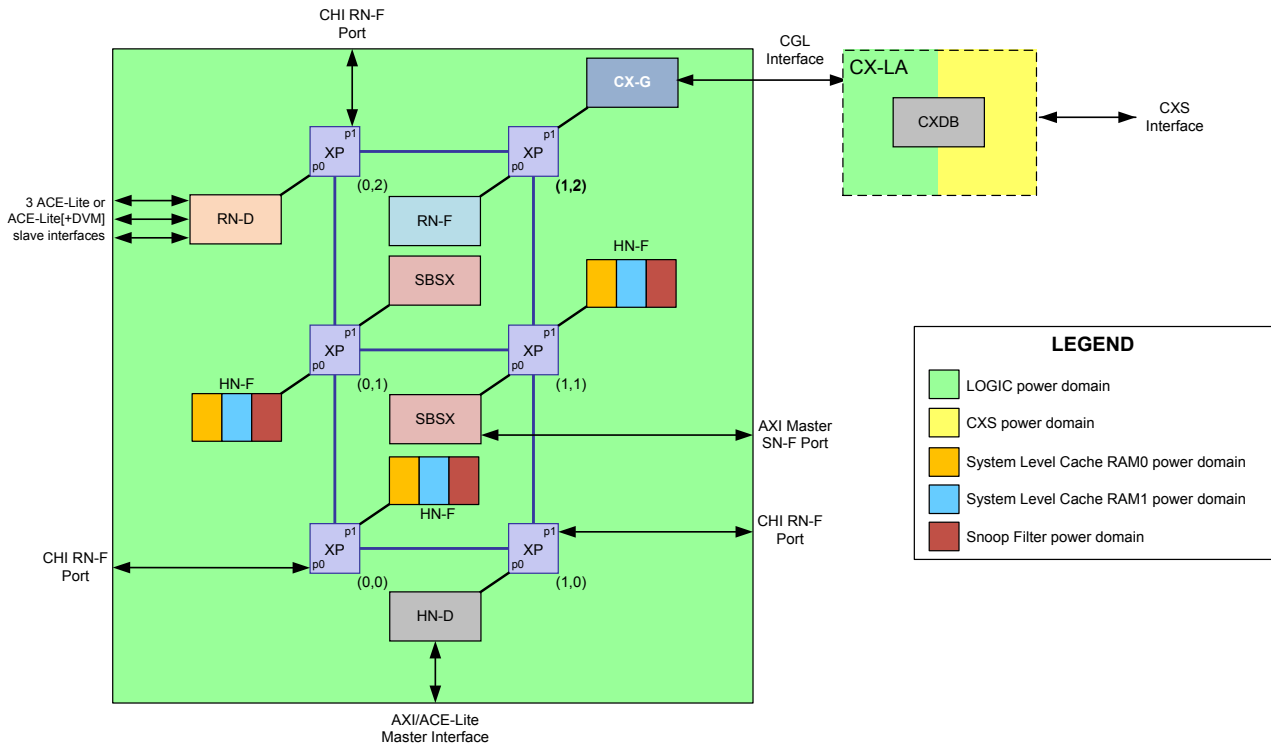 CHI RN-F
Port
CGL
Interface
CX-LA
CXDB
CXS
Interface
CX-G
p1
XP
p0
(0,2)
p1
XP
p0
(1,2)
3 ACE-Lite or
ACE-Lite[+DVM]
slave interfaces
RN-D
RN-F
HN-F
SBSX
p1
XP
p0
(0,1)
p1
XP
p0
(1,1)
HN-F
SBSX
AXI Master
SN-F Port
HN-F
p1
XP
p0
(0,0)
p1
XP
p0
(1,0)
CHI RN-F
Port
CHI RN-F
Port
HN-D
AXI/ACE-Lite
Master Interface
LEGEND
LOGIC power domain
CXS power domain
System Level Cache RAM0 power domain
System Level Cache RAM1 power domain
Snoop Filter power domain